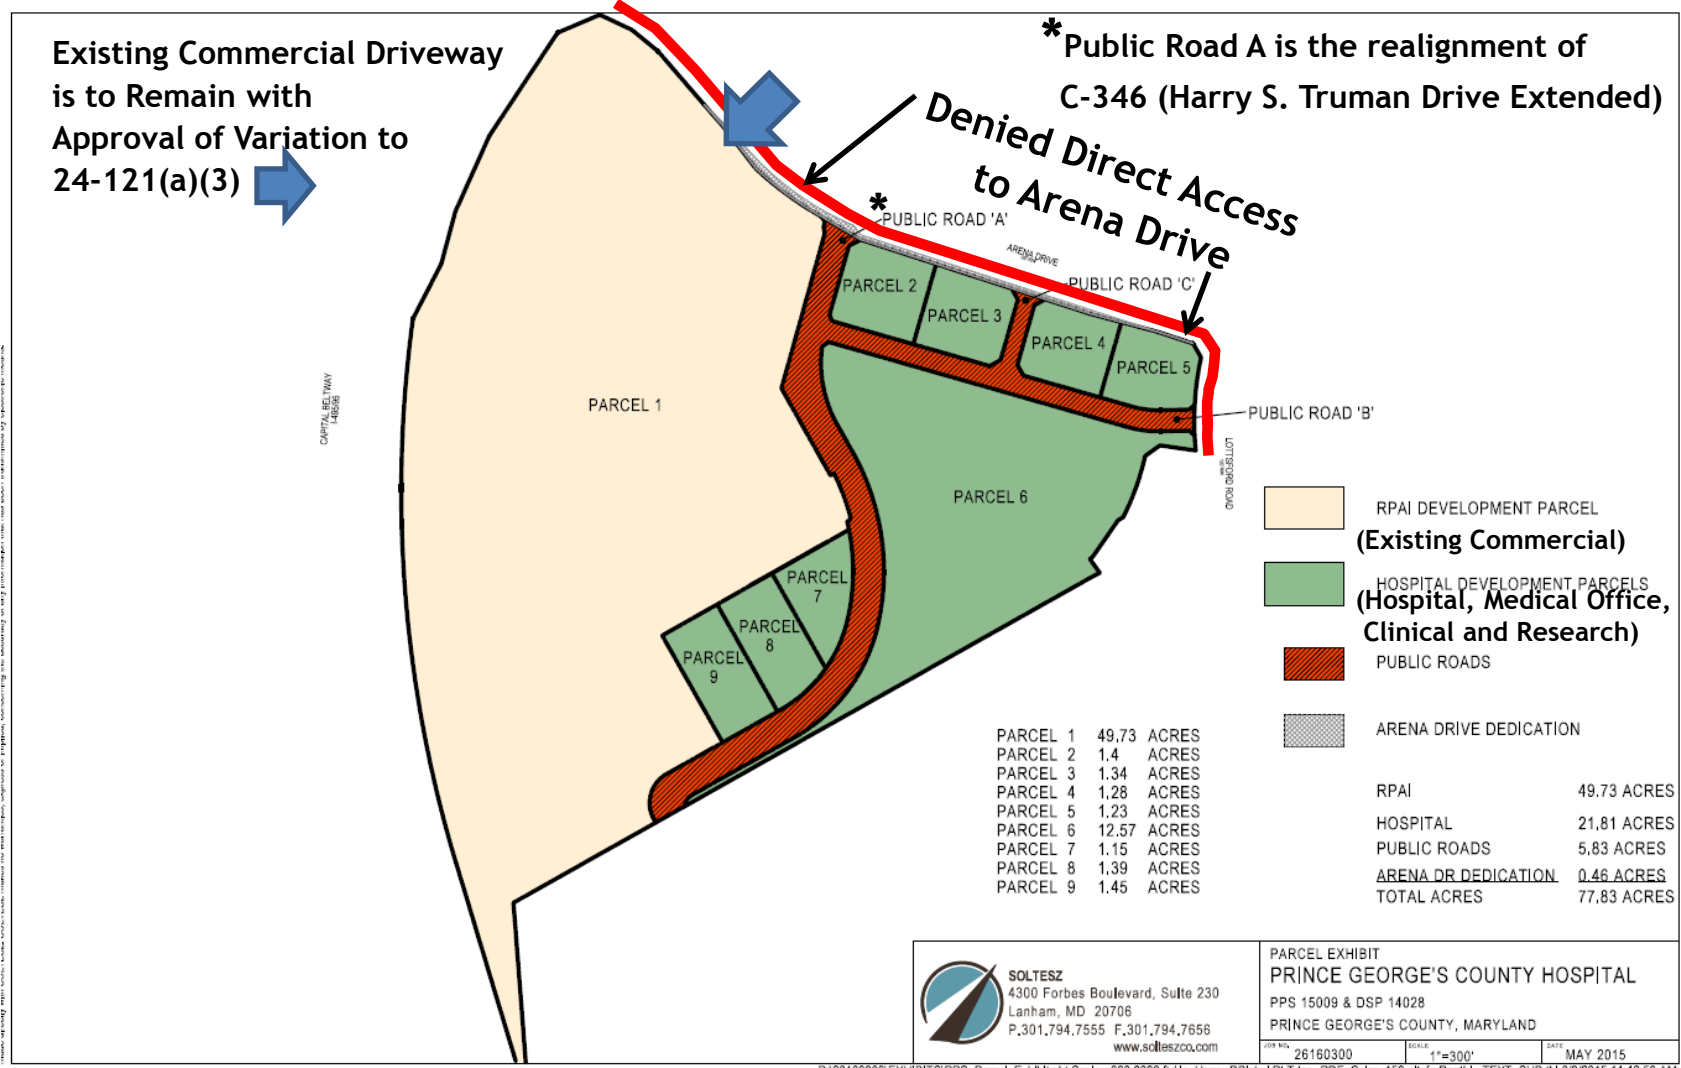 Existing Commercial Driveway
is to Remain with
Approval of Variation to
24-121(a)(3)
*Public Road A is the realignment of
C-346 (Harry S. Truman Drive Extended)
Denied Direct Access
to Arena Drive
*
PUBLIC ROAD 'A'
ARENA DRIVE
PUBLIC ROAD 'C'
PARCEL 2
PARCEL 3
PARCEL 4
PARCEL 5
PUBLIC ROAD 'B'
CAPITAL BELTWAY
I-495/95
PARCEL 1
LOTTSFORD ROAD
PARCEL 6
PARCEL
7
PARCEL
8
PARCEL
9
RPAI DEVELOPMENT PARCEL
(Existing Commercial)
HOSPITAL DEVELOPMENT PARCELS
(Hospital, Medical Office,
Clinical and Research)
PUBLIC ROADS
ARENA DRIVE DEDICATION
PARCEL 1 49.73 ACRES
PARCEL 2 1.4 ACRES
PARCEL 3 1.34 ACRES
PARCEL 4 1.28 ACRES
PARCEL 5 1.23 ACRES
PARCEL 6 12.57 ACRES
PARCEL 7 1.15 ACRES
PARCEL 8 1.39 ACRES
PARCEL 9 1.45 ACRES
RPAI 49.73 ACRES
HOSPITAL 21.81 ACRES
PUBLIC ROADS 5.83 ACRES
ARENA DR DEDICATION 0.46 ACRES
TOTAL ACRES 77.83 ACRES
SOLTESZ
4300 Forbes Boulevard, Suite 230
Lanham, MD 20706
P.301.794.7555 F.301.794.7656
www.solteszco.com
PARCEL EXHIBIT
PRINCE GEORGE'S COUNTY HOSPITAL
PPS 15009 & DSP 14028
PRINCE GEORGE'S COUNTY, MARYLAND
JOB NO. 26160300
SCALE 1"=300'
DATE MAY 2015